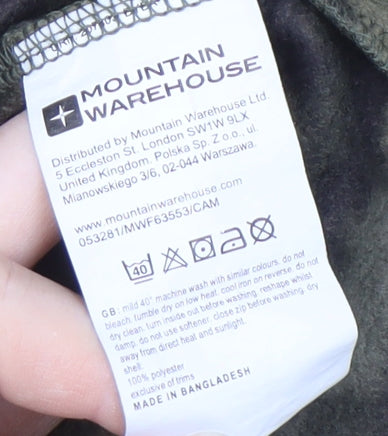 MOUNTAIN
WAREHOUSE
Distributed by Mountain Warehouse Ltd.
5 Eccleston St. London SW1W 9LX
United Kingdom. Polska Sp. Z o.o., ul.
Mianowskiego 3/6, 02-044 Warszawa.
www.mountainwarehouse.com
053281/MWF63553/CAM
40
GB: mild 40° machine wash with similar colours. do not
bleach. tumble dry on low heat. cool iron on reverse. do not
dry clean. turn inside out before washing. reshape whilst
damp. do not use softener. close zip before washing. dry
away from direct heat and sunlight.
shell:
100% polyester
exclusive of trims
MADE IN BANGLADESH